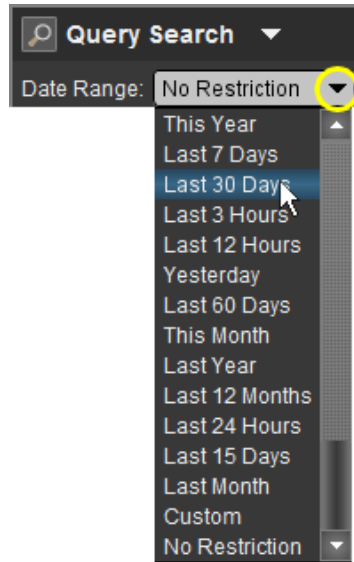 Query Search
Date Range: No Restriction
This Year
Last 7 Days
Last 30 Days
Last 3 Hours
Last 12 Hours
Yesterday
Last 60 Days
This Month
Last Year
Last 12 Months
Last 24 Hours
Last 15 Days
Last Month
Custom
No Restriction